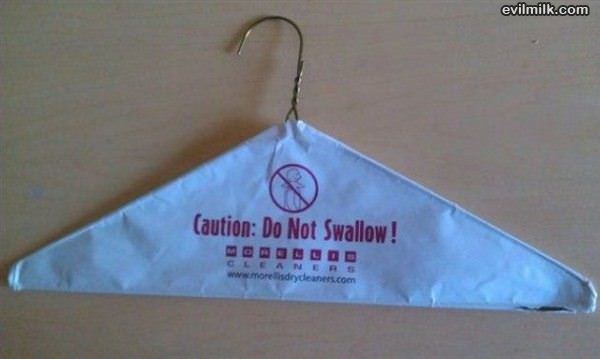 evilmilk.com
Caution: Do Not Swallow!
MORELLIS
CLEANERS
www.morellisdrycleaners.com